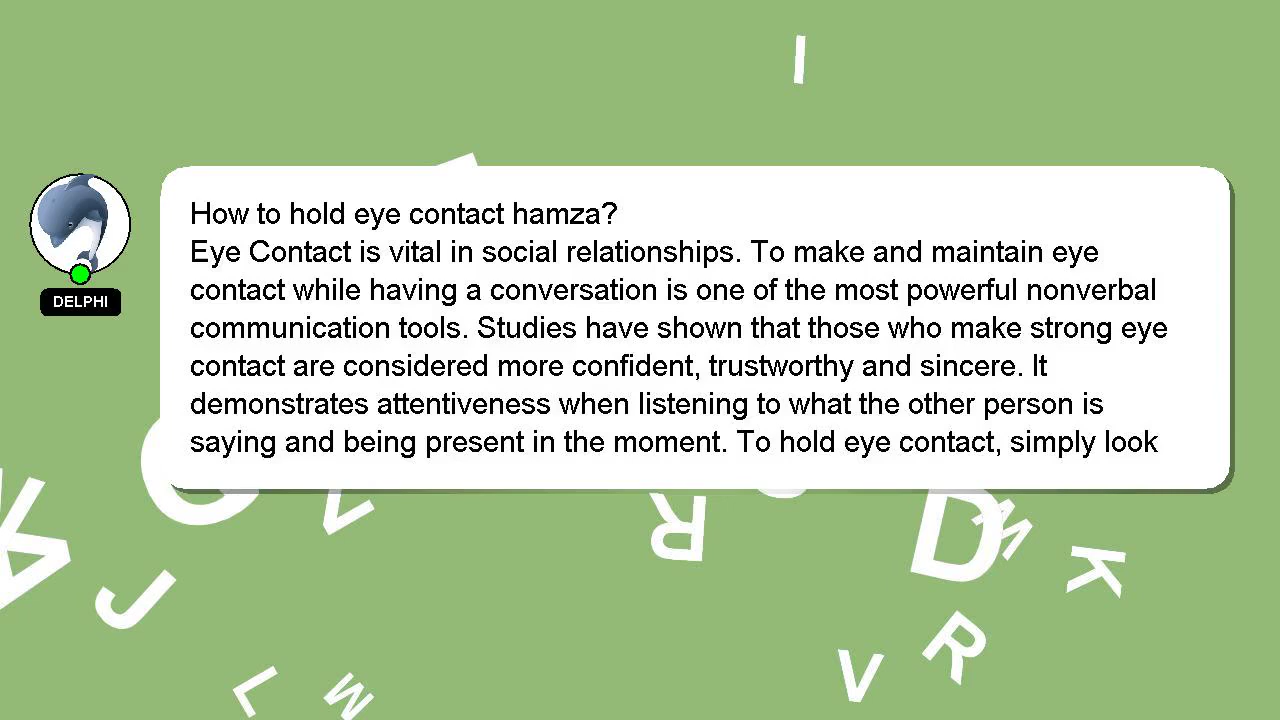 I
How to hold eye contact hamza?
Eye Contact is vital in social relationships. To make and maintain eye
contact while having a conversation is one of the most powerful nonverbal
communication tools. Studies have shown that those who make strong eye
contact are considered more confident, trustworthy and sincere. It
demonstrates attentiveness when listening to what the other person is
saying and being present in the moment. To hold eye contact, simply look
DELPHI
Z
R
D
M
K
J
R
V
L
W